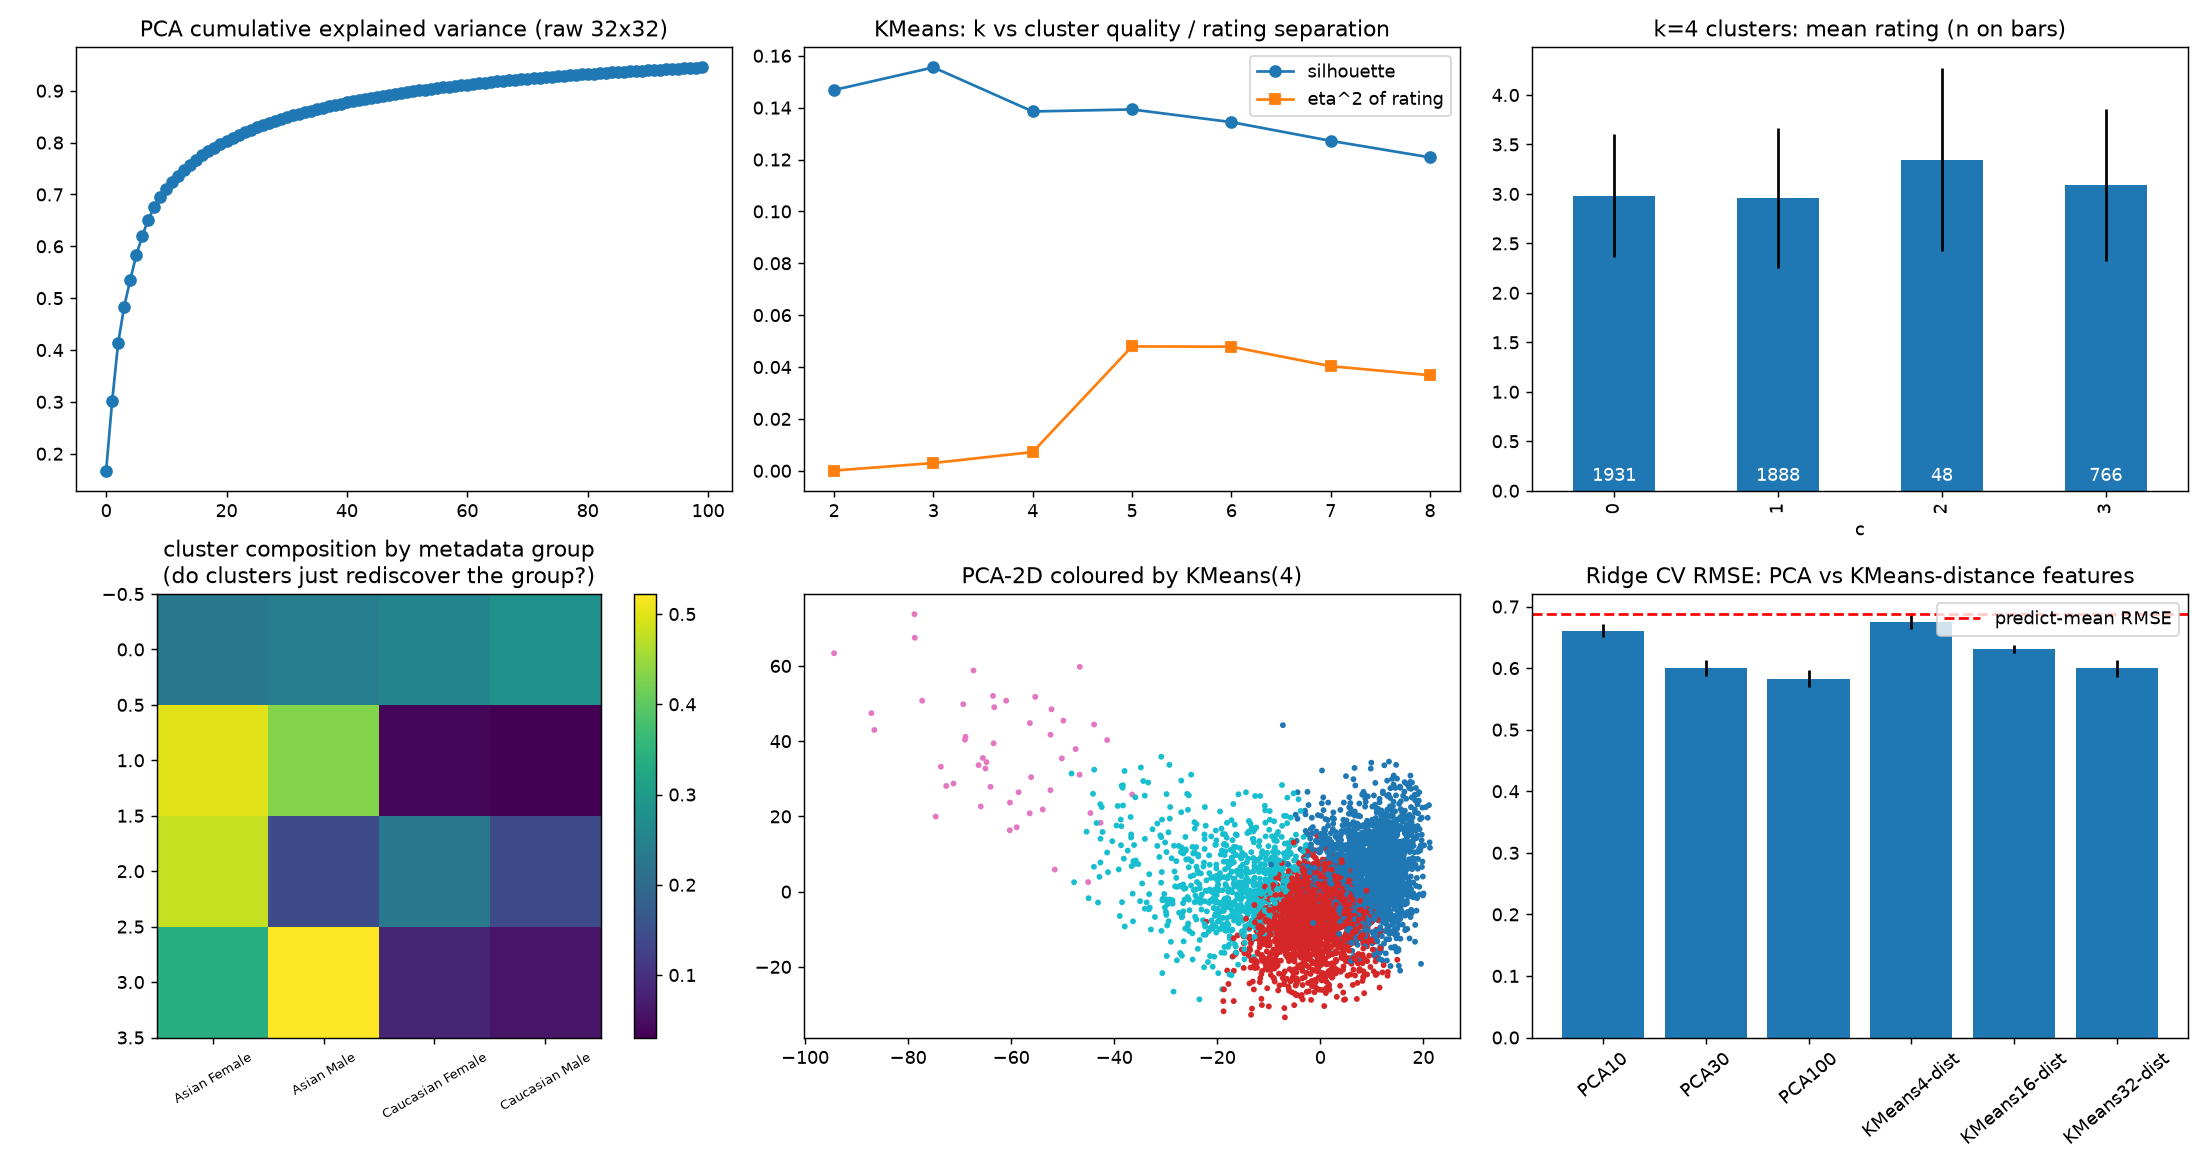 PCA cumulative explained variance (raw 32x32)
0.9
0.8
0.7
0.6
0.5
0.4
0.3
0.2
0 20 40 60 80 100
KMeans: k vs cluster quality / rating separation
0.16
0.14
0.12
0.10
0.08
0.06
0.04
0.02
0.00
silhouette
eta^2 of rating
2 3 4 5 6 7 8
k=4 clusters: mean rating (n on bars)
4.0
3.5
3.0
2.5
2.0
1.5
1.0
0.5
0.0
1931 1888 48 766
0 1 2 3
c
cluster composition by metadata group
(do clusters just rediscover the group?)
−0.5
0.0
0.5
1.0
1.5
2.0
2.5
3.0
3.5
Asian Female Asian Male Caucasian Female Caucasian Male
0.5
0.4
0.3
0.2
0.1
PCA-2D coloured by KMeans(4)
60
40
20
0
−20
−100 −80 −60 −40 −20 0 20
Ridge CV RMSE: PCA vs KMeans-distance features
0.7
0.6
0.5
0.4
0.3
0.2
0.1
0.0
predict-mean RMSE
PCA10 PCA30 PCA100 KMeans4-dist KMeans16-dist KMeans32-dist